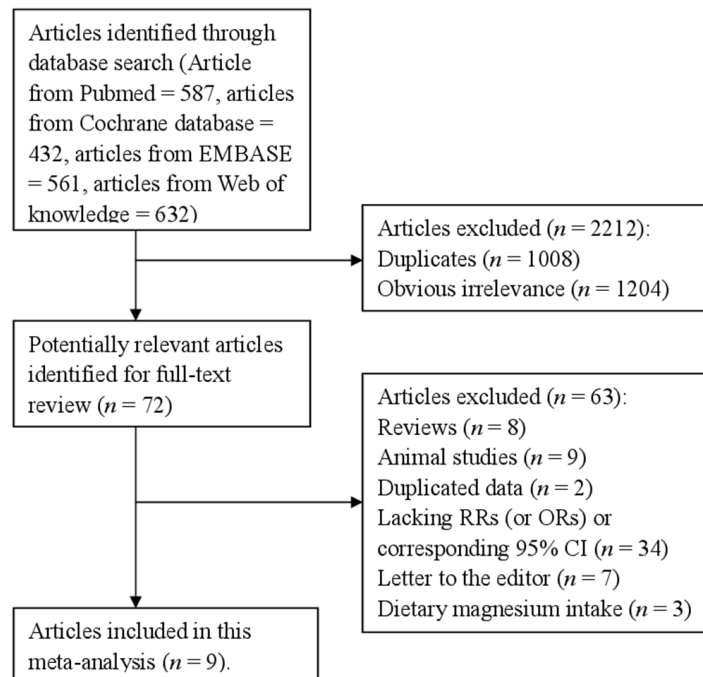 Articles identified through
database search (Article
from Pubmed = 587, articles
from Cochrane database =
432, articles from EMBASE
= 561, articles from Web of
knowledge = 632)
Articles excluded (n = 2212):
Duplicates (n = 1008)
Obvious irrelevance (n = 1204)
Potentially relevant articles
identified for full-text
review (n = 72)
Articles excluded (n = 63):
Reviews (n = 8)
Animal studies (n = 9)
Duplicated data (n = 2)
Lacking RRs (or ORs) or
corresponding 95% CI (n = 34)
Letter to the editor (n = 7)
Dietary magnesium intake (n = 3)
Articles included in this
meta-analysis (n = 9).